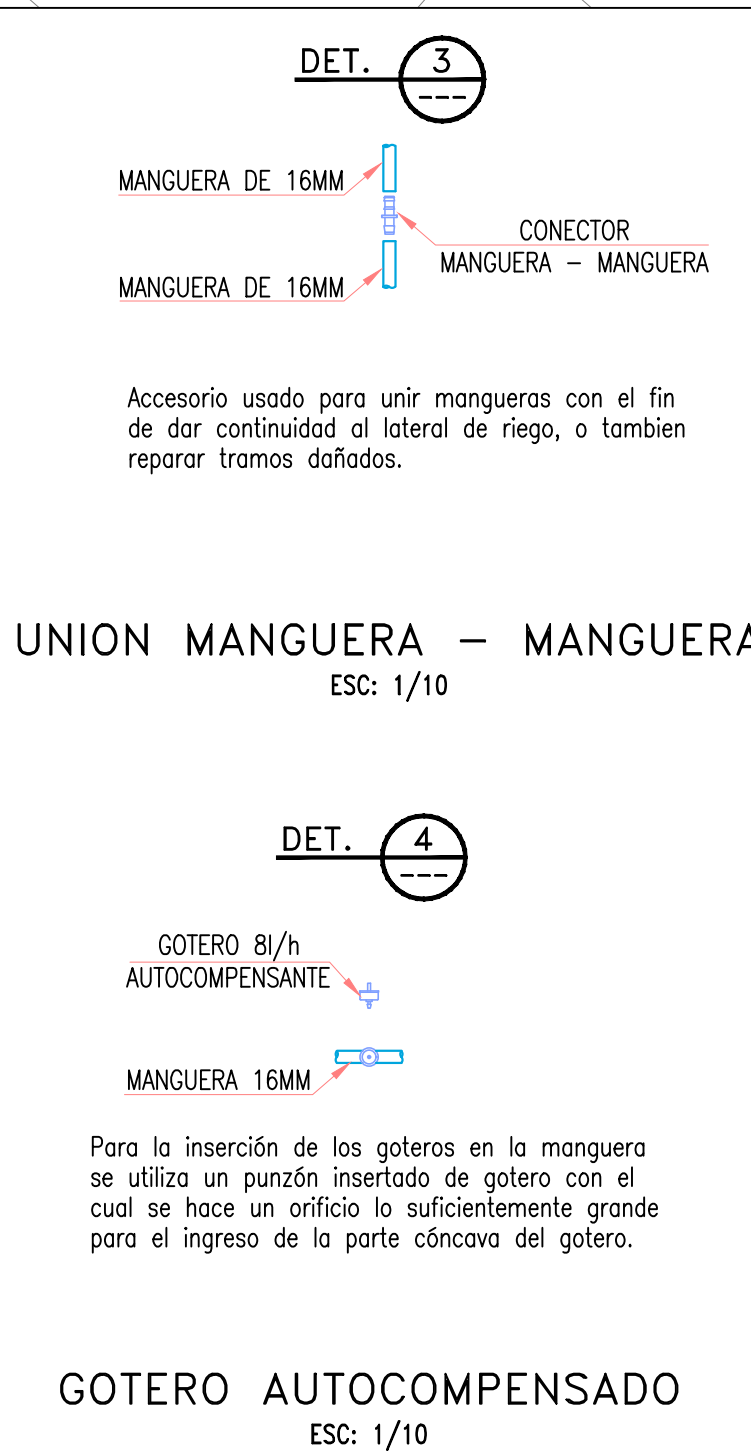 DET. 3
---
MANGUERA DE 16MM
CONECTOR
MANGUERA - MANGUERA
MANGUERA DE 16MM
Accesorio usado para unir mangueras con el fin
de dar continuidad al lateral de riego, o tambien
reparar tramos dañados.
UNION MANGUERA - MANGUERA
ESC: 1/10
DET. 4
---
GOTERO 8l/h
AUTOCOMPENSANTE
MANGUERA 16MM
Para la inserción de los goteros en la manguera
se utiliza un punzón insertado de gotero con el
cual se hace un orificio lo suficientemente grande
para el ingreso de la parte cóncava del gotero.
GOTERO AUTOCOMPENSADO
ESC: 1/10